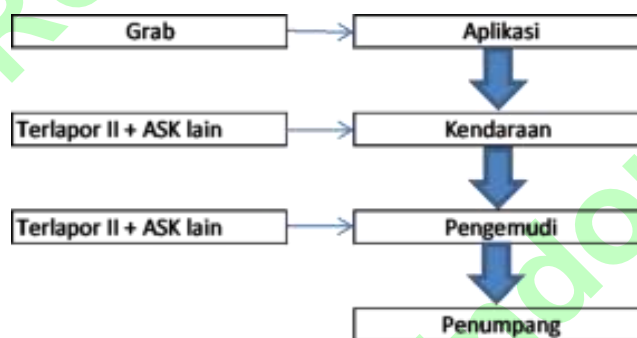 Grab
Aplikasi
Terlapor II + ASK lain
Kendaraan
Terlapor II + ASK lain
Pengemudi
Penumpang